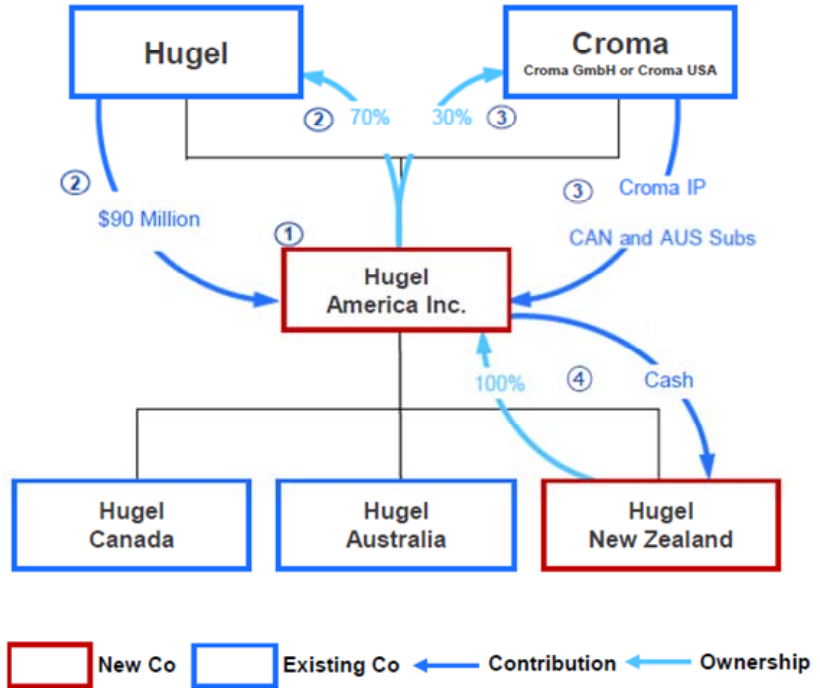 Hugel
Croma
Croma GmbH or Croma USA
② 70%
30% ③
②
$90 Million
③ Croma IP
CAN and AUS Subs
①
Hugel
America Inc.
100%
④
Cash
Hugel
Canada
Hugel
Australia
Hugel
New Zealand
New Co
Existing Co
Contribution
Ownership